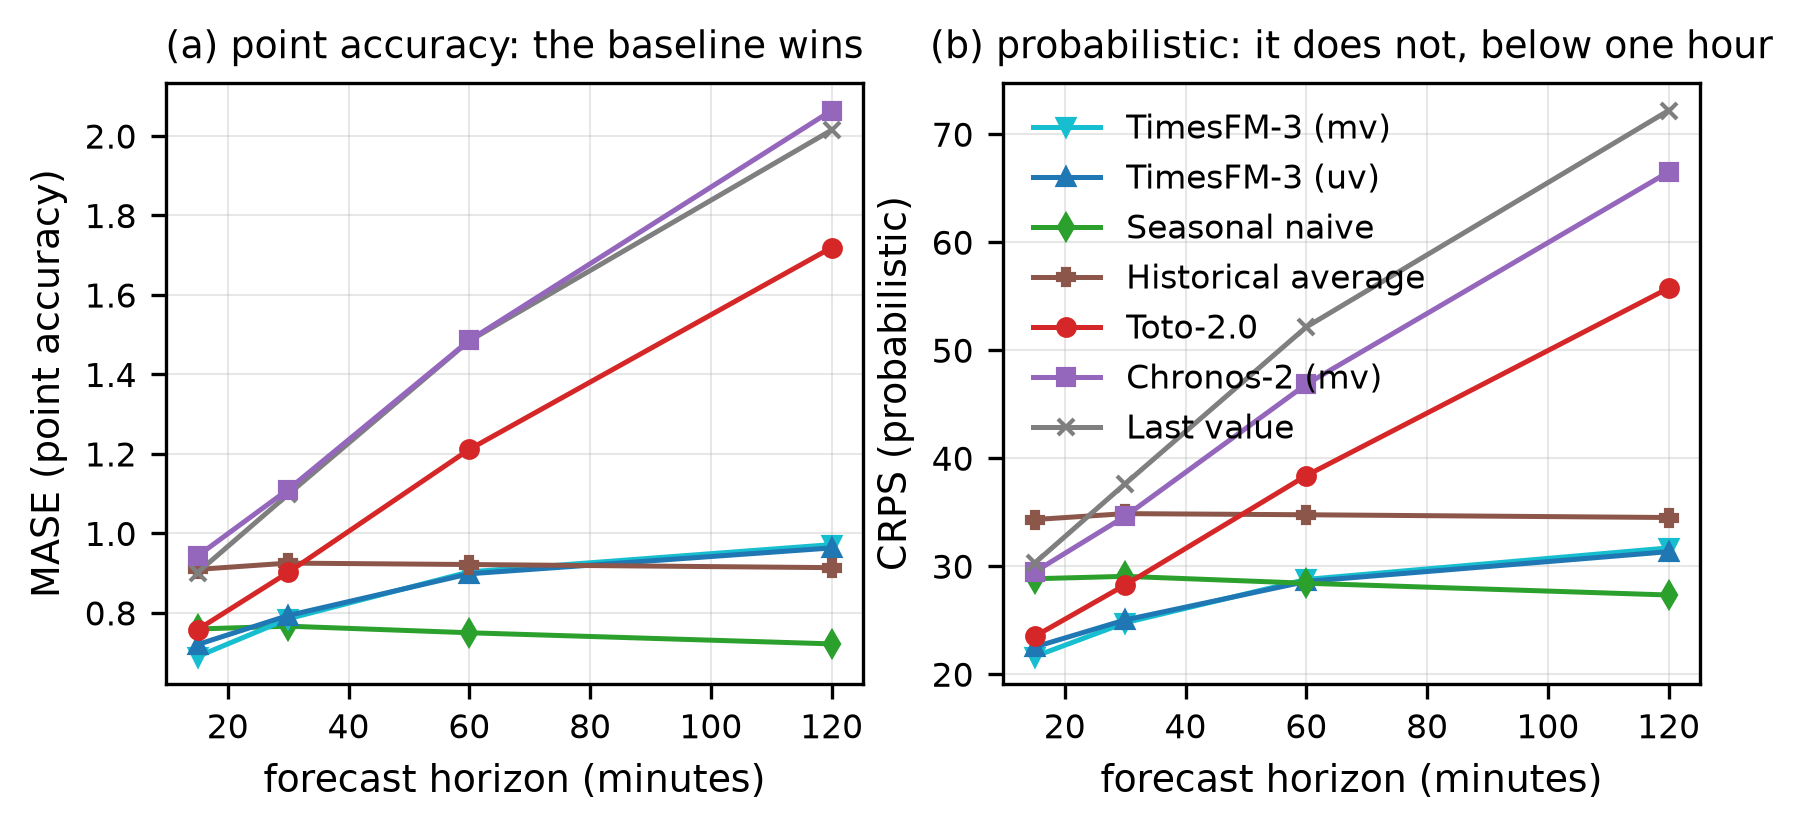 (a) point accuracy: the baseline wins
MASE (point accuracy)
2.0
1.8
1.6
1.4
1.2
1.0
0.8
20 40 60 80 100 120
forecast horizon (minutes)
(b) probabilistic: it does not, below one hour
CRPS (probabilistic)
70
60
50
40
30
20
TimesFM-3 (mv)
TimesFM-3 (uv)
Seasonal naive
Historical average
Toto-2.0
Chronos-2 (mv)
Last value
20 40 60 80 100 120
forecast horizon (minutes)